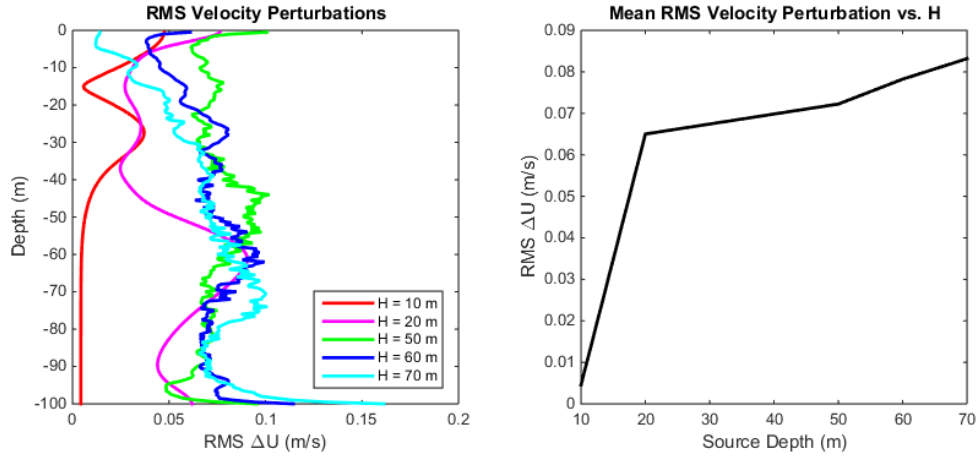 RMS Velocity Perturbations
0
-10
-20
-30
-40
-50
-60
-70
-80
-90
-100
Depth (m)
H = 10 m
H = 20 m
H = 50 m
H = 60 m
H = 70 m
0 0.05 0.1 0.15 0.2
RMS ΔU (m/s)
Mean RMS Velocity Perturbation vs. H
0.09
0.08
0.07
0.06
0.05
0.04
0.03
0.02
0.01
0
RMS ΔU (m/s)
10 20 30 40 50 60 70
Source Depth (m)